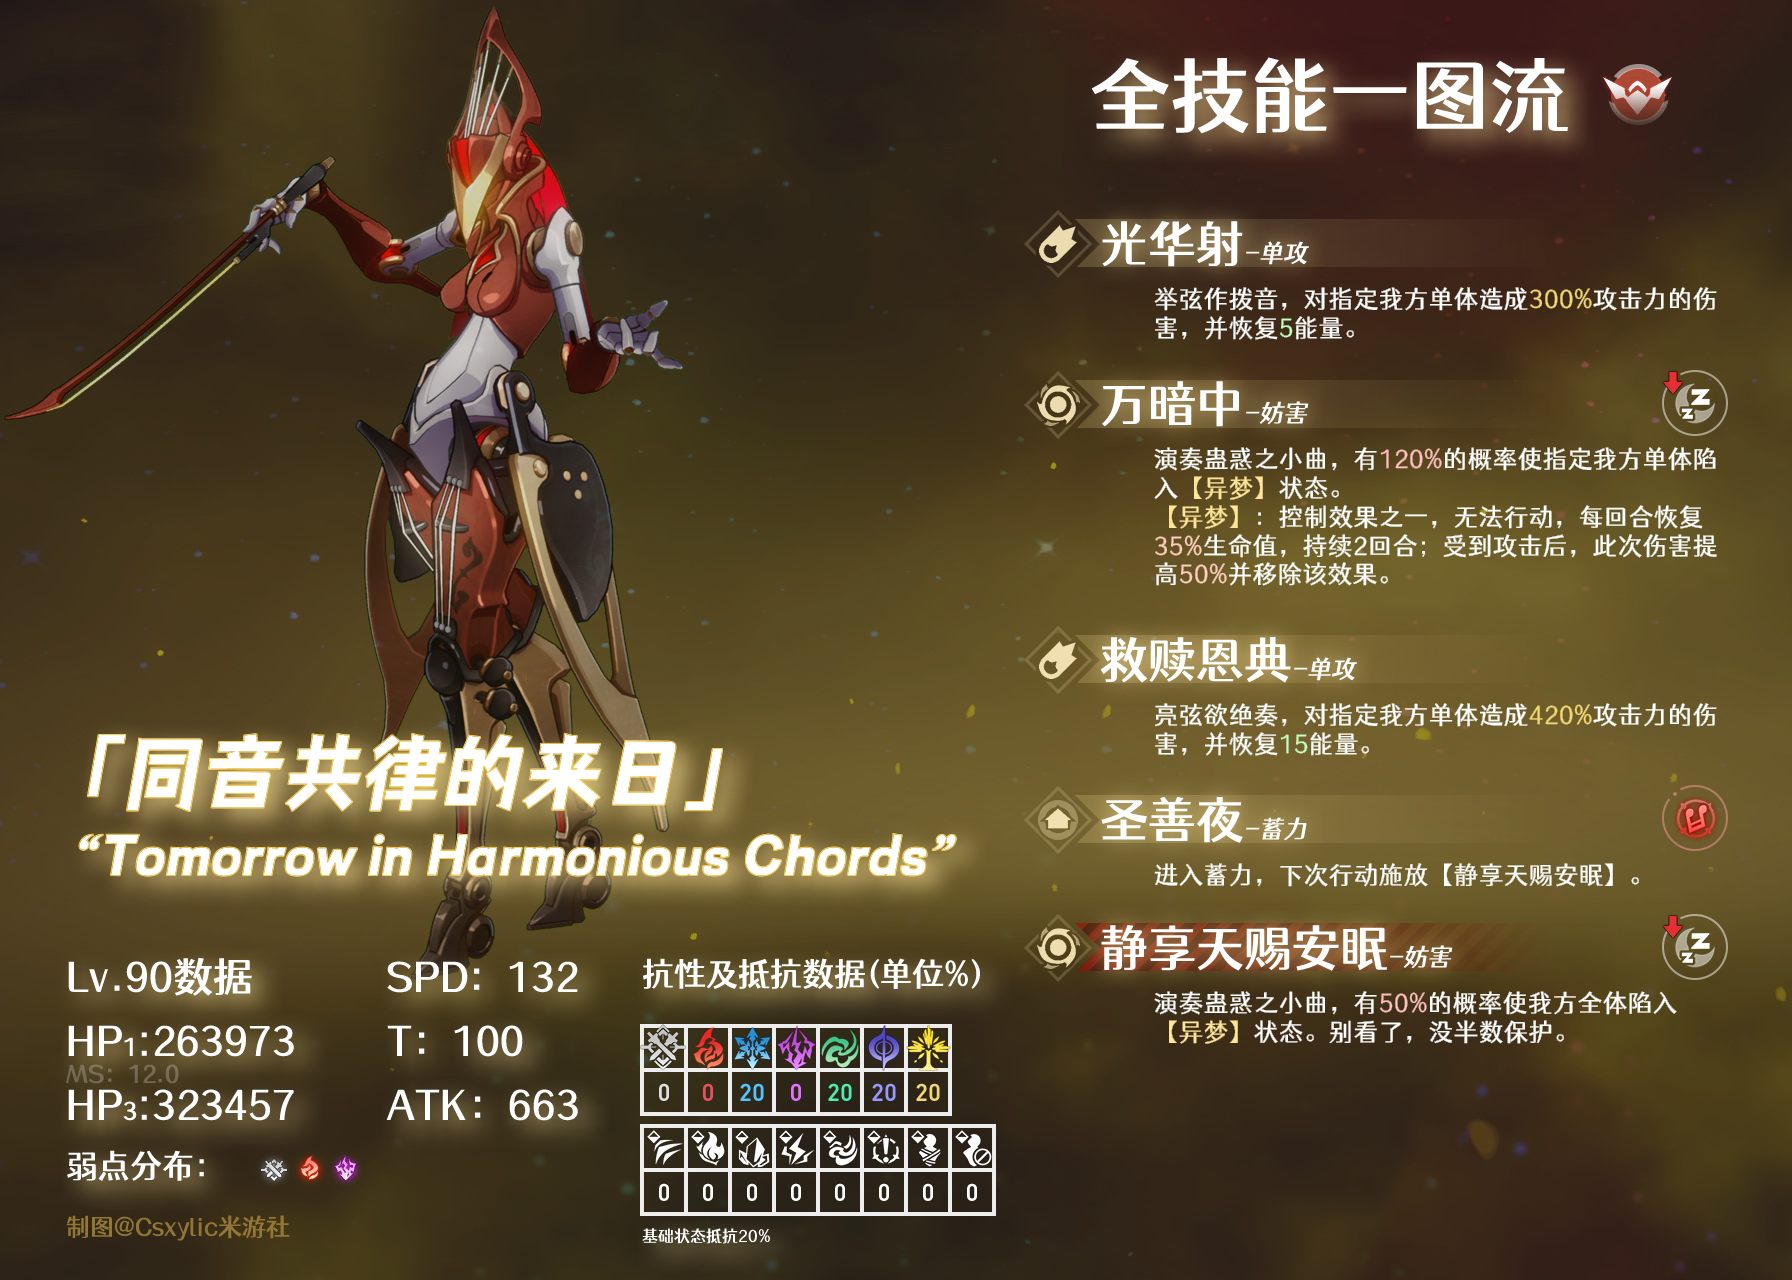 全技能一图流
光华射-单攻
举弦作拨音，对指定我方单体造成300%攻击力的伤
害，并恢复5能量。
万暗中-妨害
演奏蛊惑之小曲，有120%的概率使指定我方单体陷
入【异梦】状态。
【异梦】：控制效果之一，无法行动，每回合恢复
35%生命值，持续2回合；受到攻击后，此次伤害提
高50%并移除该效果。
救赎恩典-单攻
亮弦欲绝奏，对指定我方单体造成420%攻击力的伤
害，并恢复15能量。
圣善夜-蓄力
进入蓄力，下次行动施放【静享天赐安眠】。
静享天赐安眠-妨害
演奏蛊惑之小曲，有50%的概率使我方全体陷入
【异梦】状态。别看了，没半数保护。
「同音共律的来日」
“Tomorrow in Harmonious Chords”
Lv.90数据
SPD: 132
HP1:263973
T: 100
MS: 12.0
HP3:323457
ATK: 663
弱点分布：
制图@Csxylic米游社
抗性及抵抗数据(单位%)
0 0 20 0 20 20 20
0 0 0 0 0 0 0 0
基础状态抵抗20%